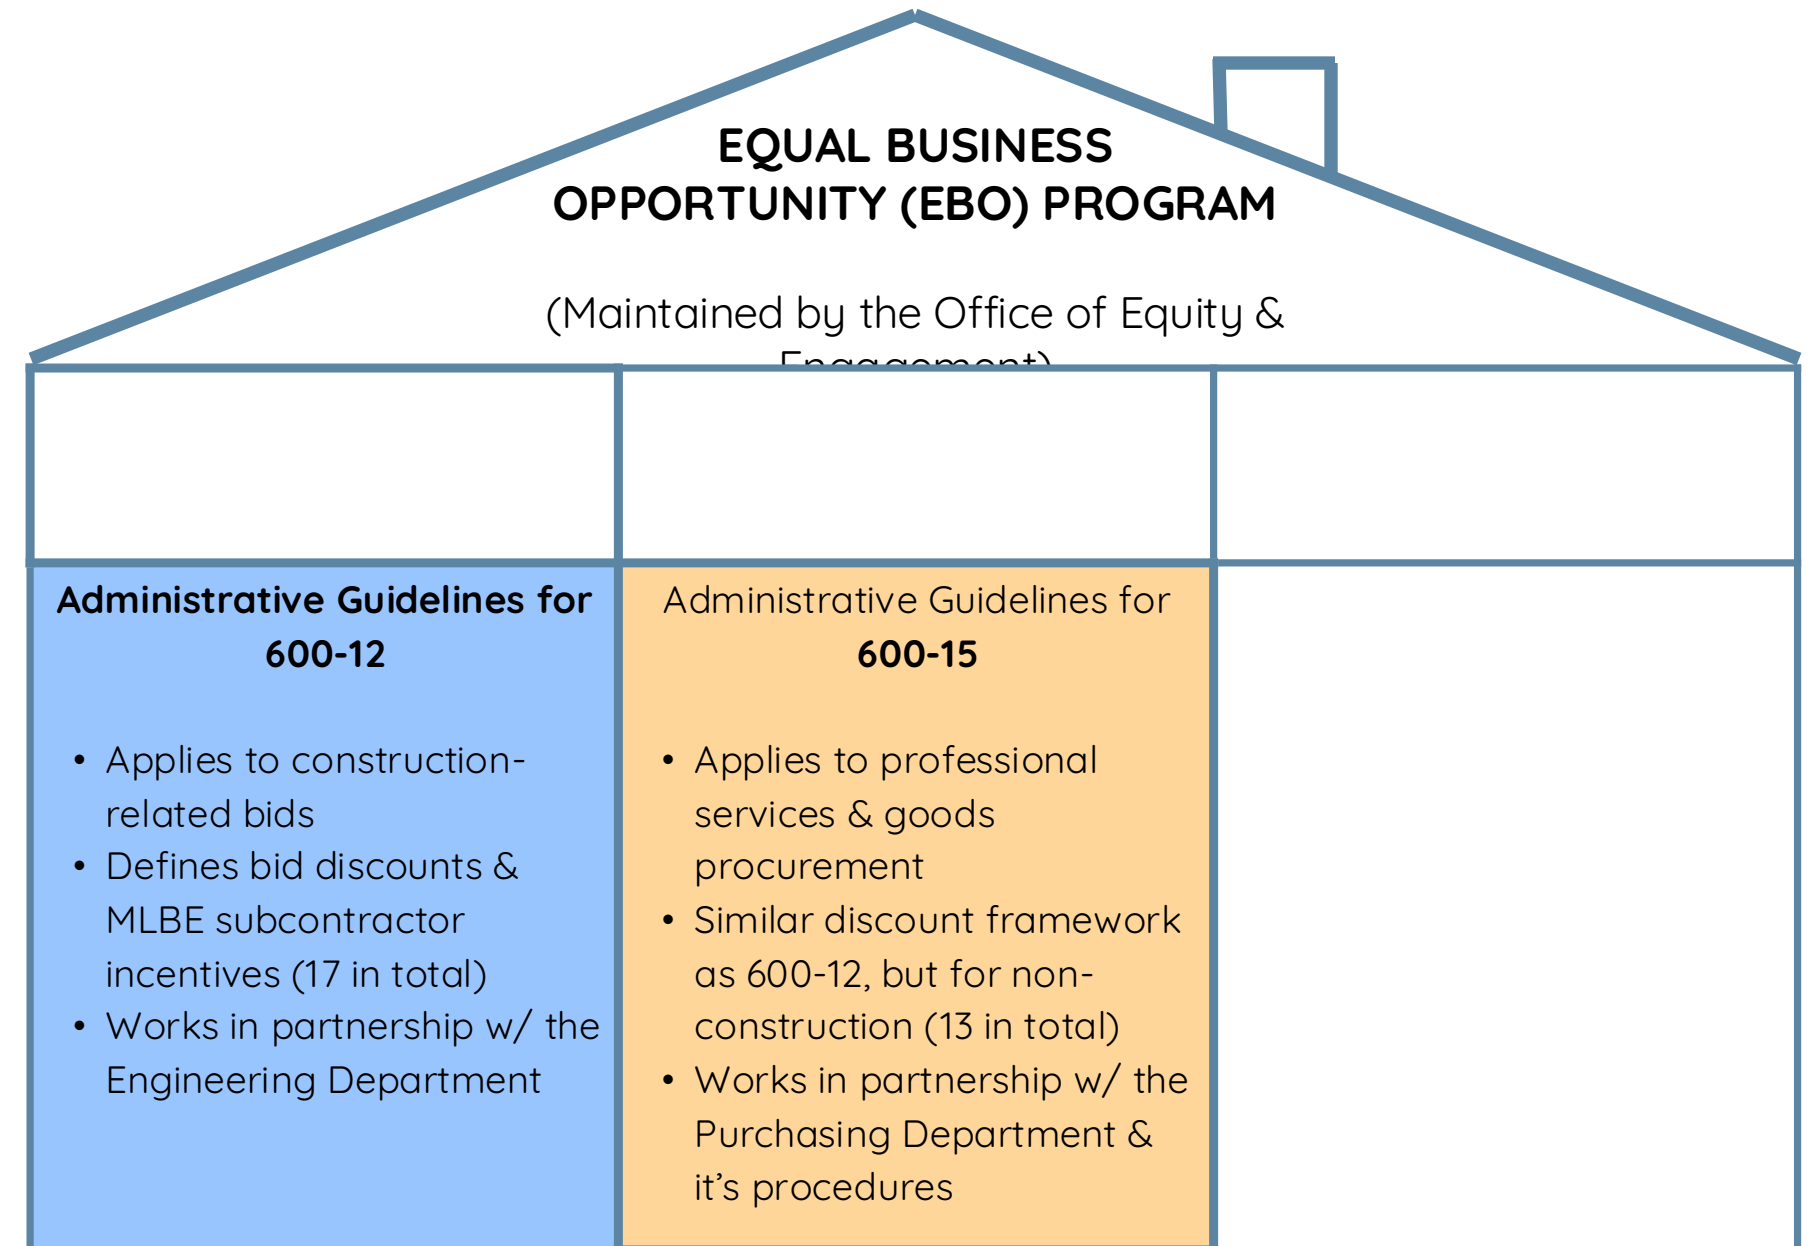 EQUAL BUSINESS
OPPORTUNITY (EBO) PROGRAM
(Maintained by the Office of Equity &
Engagement)
Administrative Guidelines for
600-12
• Applies to construction-
related bids
• Defines bid discounts &
MLBE subcontractor
incentives (17 in total)
• Works in partnership w/ the
Engineering Department
Administrative Guidelines for
600-15
• Applies to professional
services & goods
procurement
• Similar discount framework
as 600-12, but for non-
construction (13 in total)
• Works in partnership w/ the
Purchasing Department &
it’s procedures